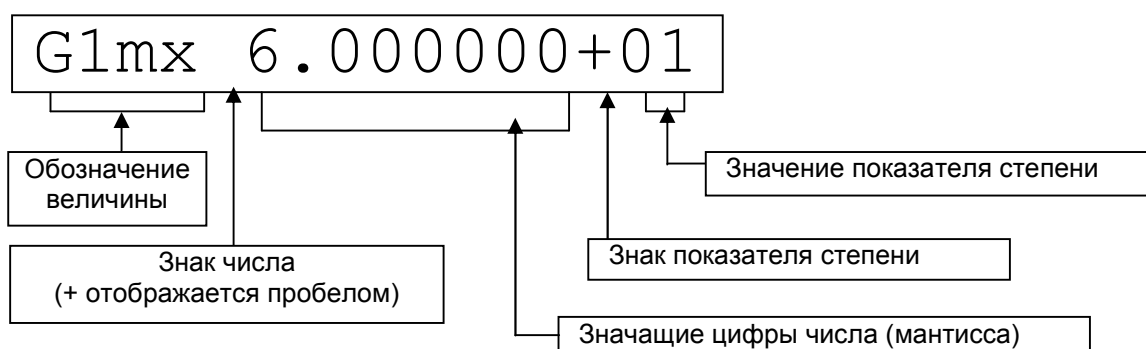 G1mx 6.000000+01
Обозначение
величины
Значение показателя степени
Знак числа
(+ отображается пробелом)
Знак показателя степени
Значащие цифры числа (мантисса)